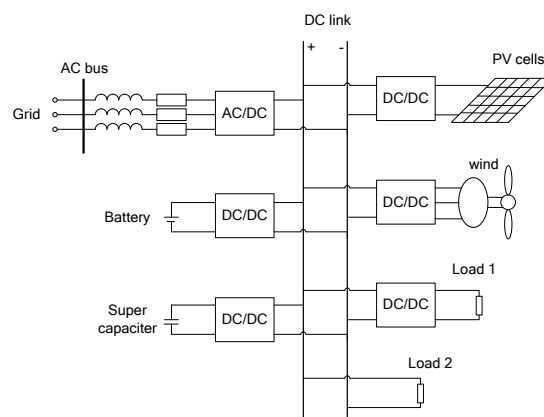 DC link
+ -
AC bus
PV cells
Grid
AC/DC
DC/DC
wind
Battery
DC/DC
DC/DC
Load 1
Super
capaciter
DC/DC
DC/DC
Load 2